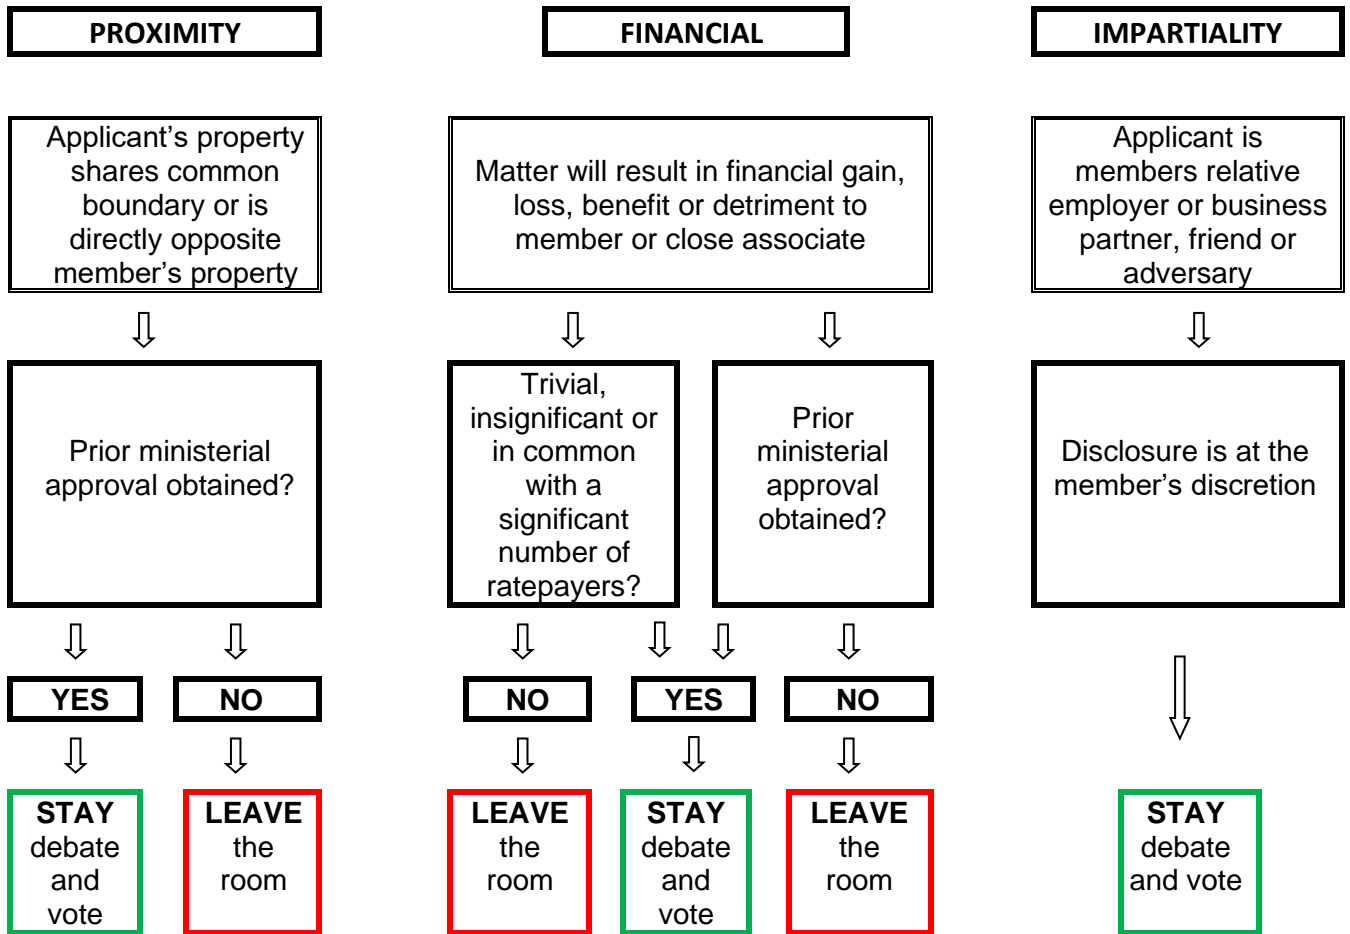 PROXIMITY
FINANCIAL
IMPARTIALITY
Applicant’s property
shares common
boundary or is
directly opposite
member’s property
Matter will result in financial gain,
loss, benefit or detriment to
member or close associate
Applicant is
members relative
employer or business
partner, friend or
adversary
Prior ministerial
approval obtained?
Trivial,
insignificant or
in common
with a
significant
number of
ratepayers?
Prior
ministerial
approval
obtained?
Disclosure is at the
member’s discretion
YES
NO
NO
YES
NO
STAY
debate
and
vote
LEAVE
the
room
LEAVE
the
room
STAY
debate
and
vote
LEAVE
the
room
STAY
debate
and vote